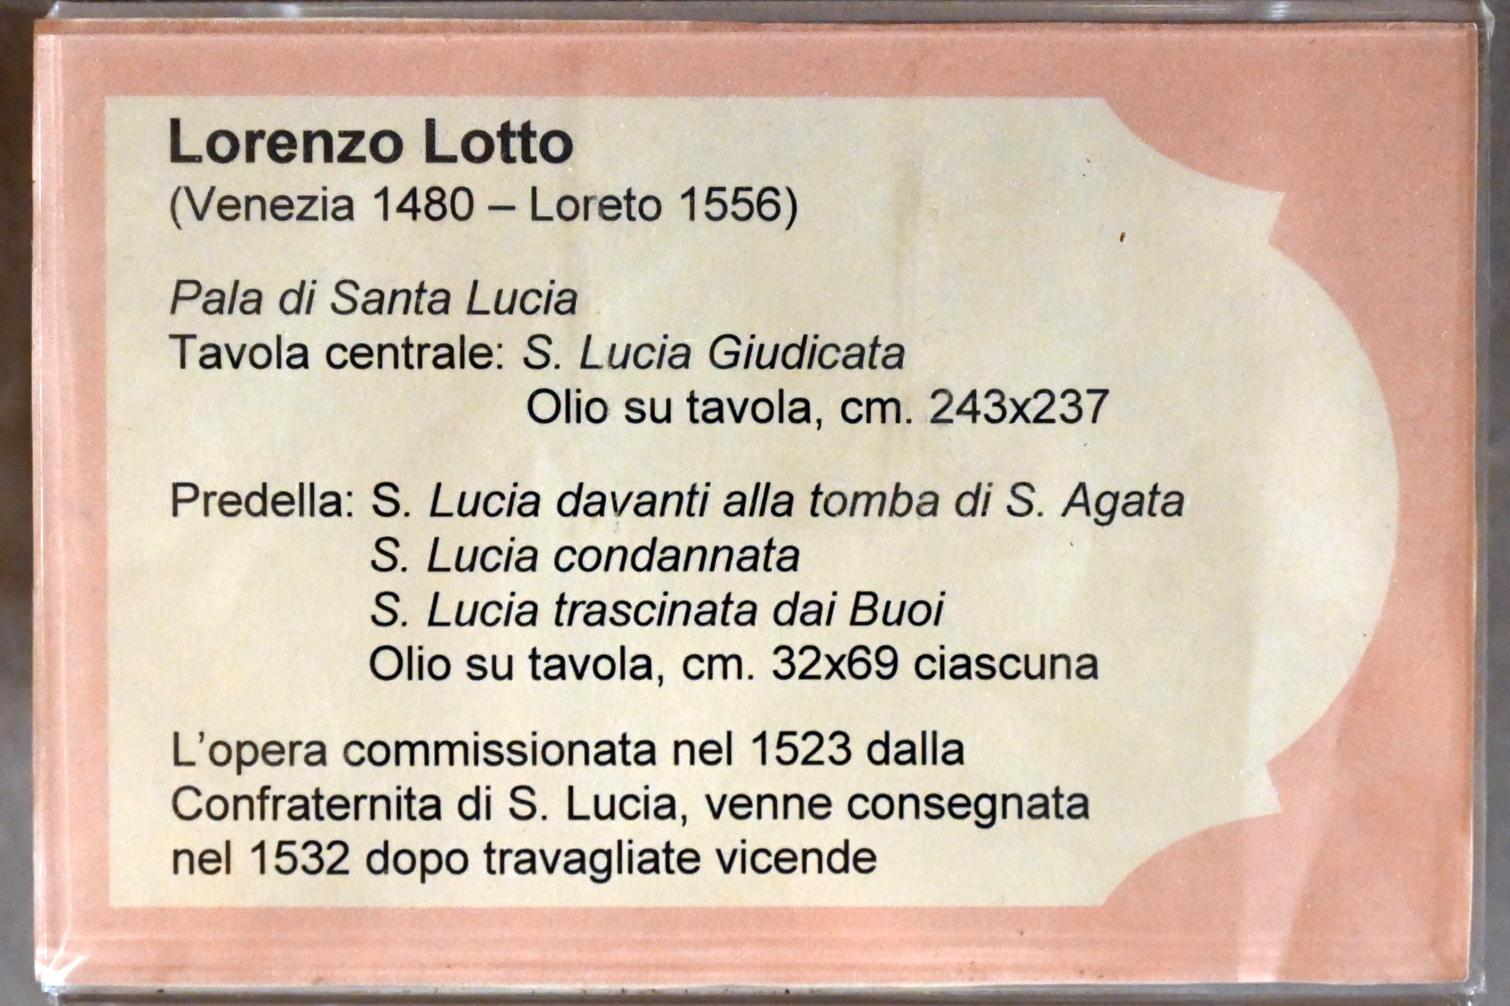 Lorenzo Lotto
(Venezia 1480 – Loreto 1556)
Pala di Santa Lucia
Tavola centrale: S. Lucia Giudicata
Olio su tavola, cm. 243x237
Predella: S. Lucia davanti alla tomba di S. Agata
S. Lucia condannata
S. Lucia trascinata dai Buoi
Olio su tavola, cm. 32x69 ciascuna
L’opera commissionata nel 1523 dalla
Confraternita di S. Lucia, venne consegnata
nel 1532 dopo travagliate vicende